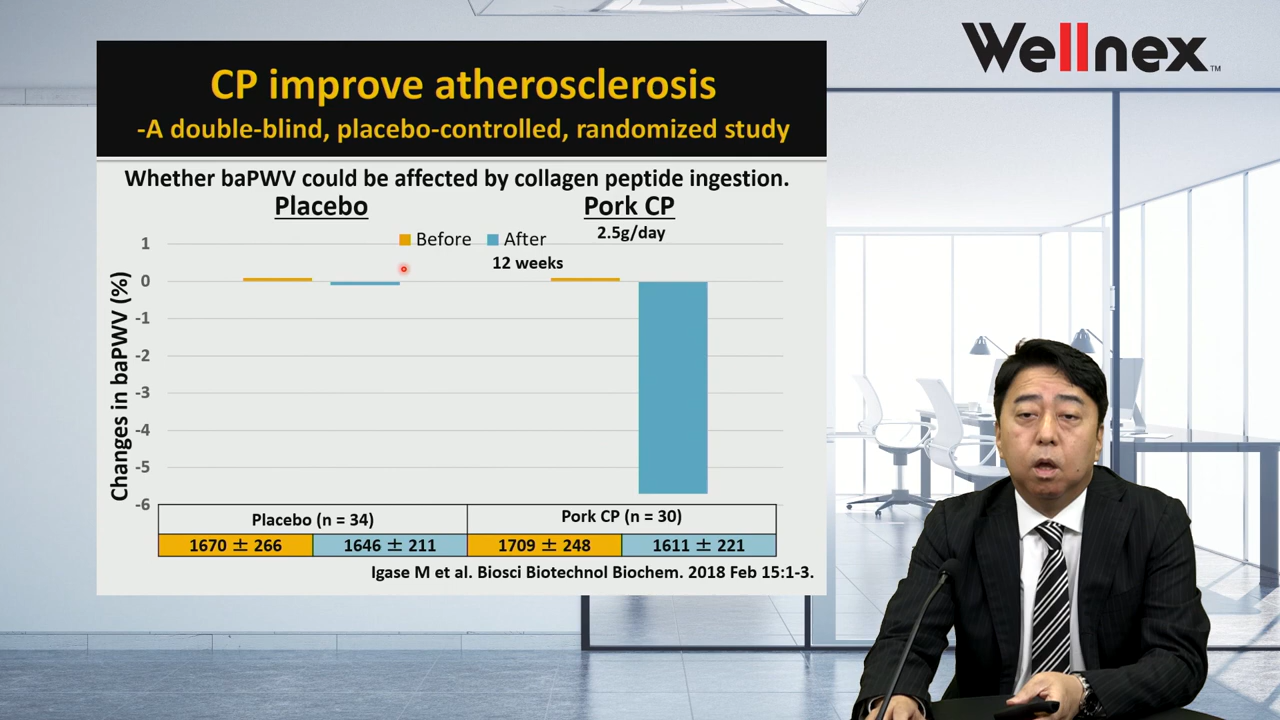 Wellnex™
CP improve atherosclerosis
-A double-blind, placebo-controlled, randomized study
Whether baPWV could be affected by collagen peptide ingestion.
Placebo
Pork CP
2.5g/day
Before
After
12 weeks
Changes in baPWV (%)
1
0
-1
-2
-3
-4
-5
-6
Placebo (n = 34)
Pork CP (n = 30)
1670 ± 266
1646 ± 211
1709 ± 248
1611 ± 221
Igase M et al. Biosci Biotechnol Biochem. 2018 Feb 15:1-3.